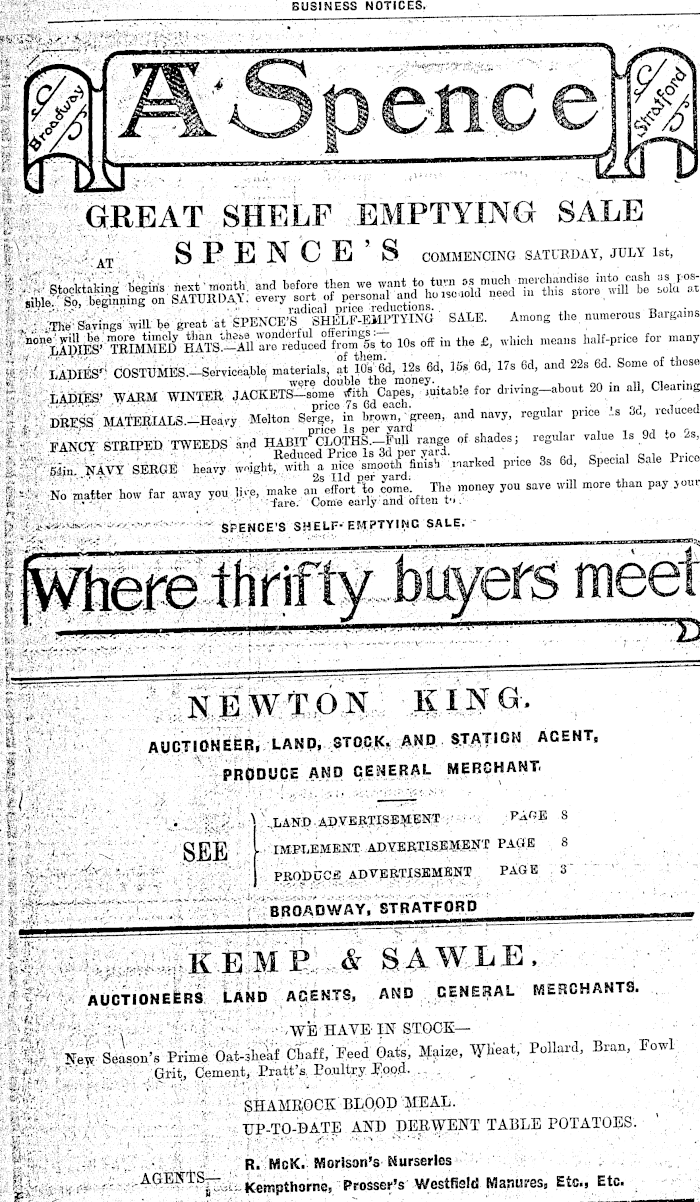 BUSINESS NOTICES.
Broadway A Spence Stratford
GREAT SHELF EMPTYING SALE
AT SPENCE'S COMMENCING SATURDAY, JULY 1st,
Stocktaking begins next month, and before then we want to turn as much merchandise into cash as pos-
sible. So, beginning on SATURDAY, every sort of personal and household need in this store will be sold at
radical price reductions.
The Savings will be great at SPENCE'S SHELF-EMPTYING SALE. Among the numerous Bargains
none will be more timely than these wonderful offerings:—
LADIES' TRIMMED HATS.—All are reduced from 5s to 10s off in the £, which means half-price for many
of them.
LADIES' COSTUMES.—Serviceable materials, at 10s 6d, 12s 6d, 15s 6d, 17s 6d, and 22s 6d. Some of these
were double the money.
LADIES' WARM WINTER JACKETS—some with Capes, suitable for driving—about 20 in all, Clearing
price 7s 6d each.
DRESS MATERIALS.—Heavy Melton Serge, in brown, green, and navy, regular price 1s 3d, reduced
price 1s per yard
FANCY STRIPED TWEEDS and HABIT CLOTHS.—Full range of shades; regular value 1s 9d to 2s,
Reduced Price 1s 3d per yard.
54in. NAVY SERGE heavy weight, with a nice smooth finish marked price 3s 6d, Special Sale Price
2s 11d per yard.
No matter how far away you live, make an effort to come. The money you save will more than pay your
fare. Come early and often to
SPENCE'S SHELF-EMPTYING SALE.
Where thrifty buyers meet
NEWTON KING.
AUCTIONEER, LAND, STOCK, AND STATION AGENT,
PRODUCE AND GENERAL MERCHANT.
LAND ADVERTISEMENT PAGE 8
SEE IMPLEMENT ADVERTISEMENT PAGE 8
PRODUCE ADVERTISEMENT PAGE 3
BROADWAY, STRATFORD
KEMP & SAWLE,
AUCTIONEERS LAND AGENTS, AND GENERAL MERCHANTS.
WE HAVE IN STOCK—
New Season's Prime Oat-sheaf Chaff, Feed Oats, Maize, Wheat, Pollard, Bran, Fowl
Grit, Cement, Pratt's Poultry Food.
SHAMROCK BLOOD MEAL.
UP-TO-DATE AND DERWENT TABLE POTATOES.
R. McK. Morison's Nurseries
AGENTS—
Kempthorne, Prosser's Westfield Manures, Etc., Etc.